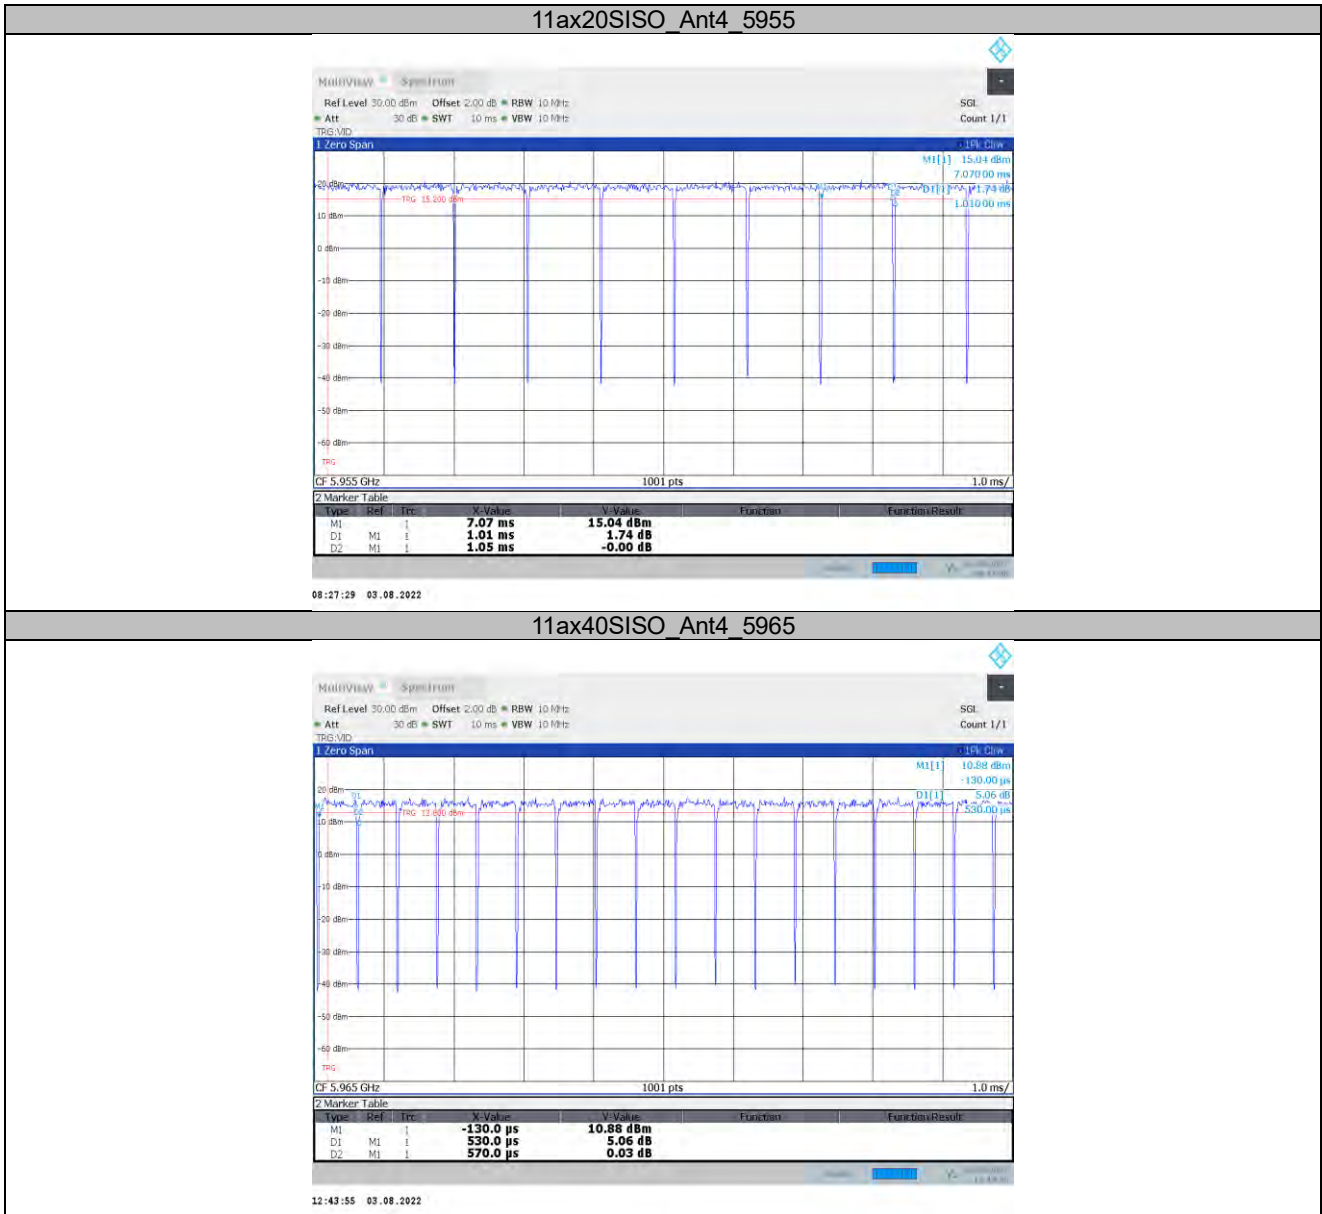 11ax20SISO_Ant4_5955
MultiView Spectrum
Ref Level 30.00 dBm Offset 2.00 dB RBW 10 MHz SGL
Att 30 dB SWT 10 ms VBW 10 MHz Count 1/1
TRG:VID
1 Zero Span 1Pk Clrw
M1[1] 15.04 dBm
7.07000 ms
20 dBm D1[1] 1.74 dB
TRG 15.200 dBm 1.01000 ms
10 dBm
0 dBm
-10 dBm
-20 dBm
-30 dBm
-40 dBm
-50 dBm
-60 dBm
TRG
CF 5.955 GHz 1001 pts 1.0 ms/
2 Marker Table
Type Ref Trc X-Value Y-Value Function Function Result
M1 1 7.07 ms 15.04 dBm
D1 M1 1 1.01 ms 1.74 dB
D2 M1 1 1.05 ms -0.00 dB
08:27:29 03.08.2022
11ax40SISO_Ant4_5965
MultiView Spectrum
Ref Level 30.00 dBm Offset 2.00 dB RBW 10 MHz SGL
Att 30 dB SWT 10 ms VBW 10 MHz Count 1/1
TRG:VID
1 Zero Span 1Pk Clrw
M1[1] 10.88 dBm
-130.00 µs
20 dBm D1 D1[1] 5.06 dB
TRG 12.800 dBm 530.00 µs
10 dBm
0 dBm
-10 dBm
-20 dBm
-30 dBm
-40 dBm
-50 dBm
-60 dBm
TRG
CF 5.965 GHz 1001 pts 1.0 ms/
2 Marker Table
Type Ref Trc X-Value Y-Value Function Function Result
M1 1 -130.0 µs 10.88 dBm
D1 M1 1 530.0 µs 5.06 dB
D2 M1 1 570.0 µs 0.03 dB
12:43:55 03.08.2022